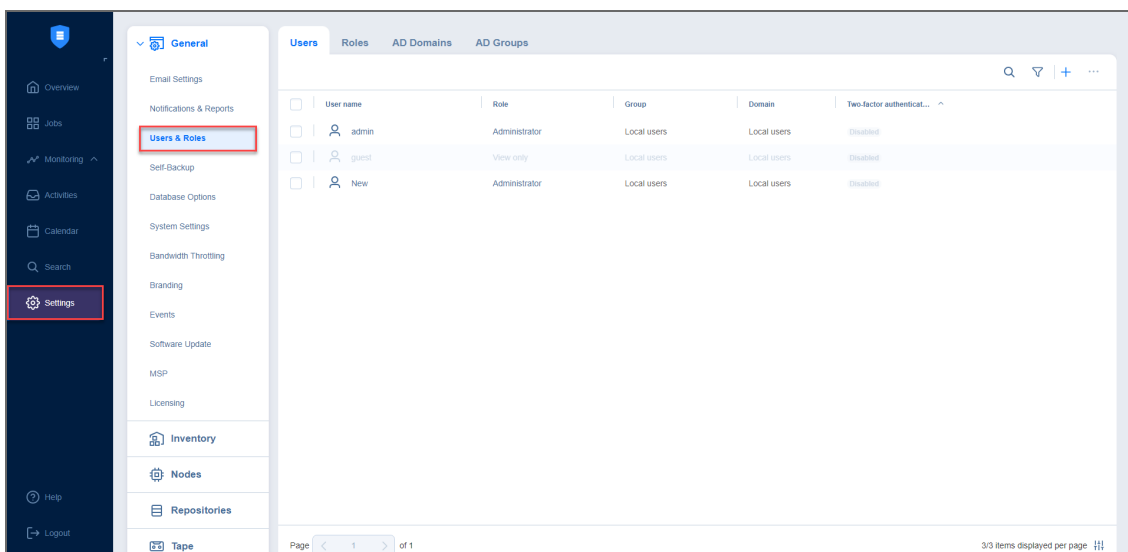 Overview
Jobs
Monitoring
Activities
Calendar
Search
Settings
Help
Logout
General
Email Settings
Notifications & Reports
Users & Roles
Self-Backup
Database Options
System Settings
Bandwidth Throttling
Branding
Events
Software Update
MSP
Licensing
Inventory
Nodes
Repositories
Tape
Users Roles AD Domains AD Groups
User name Role Group Domain Two-factor authenticat...
admin Administrator Local users Local users Disabled
guest View only Local users Local users Disabled
New Administrator Local users Local users Disabled
Page 1 of 1 3/3 items displayed per page